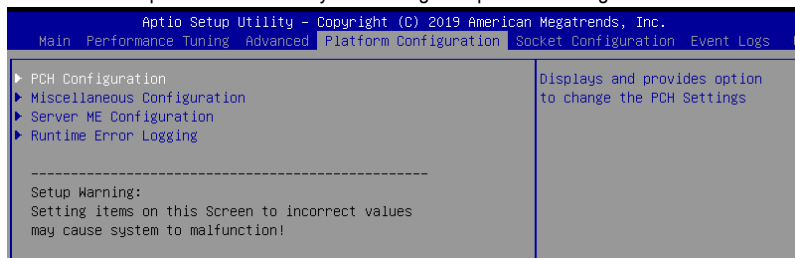 Aptio Setup Utility – Copyright (C) 2019 American Megatrends, Inc.
Main Performance Tuning Advanced Platform Configuration Socket Configuration Event Logs
PCH Configuration
Miscellaneous Configuration
Server ME Configuration
Runtime Error Logging
------------------------------------------------
Setup Warning:
Setting items on this Screen to incorrect values
may cause system to malfunction!
Displays and provides option
to change the PCH Settings